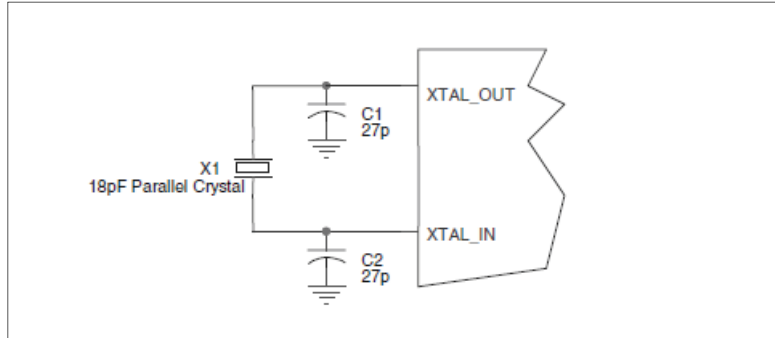 XTAL_OUT
C1
27p
X1
18pF Parallel Crystal
XTAL_IN
C2
27p